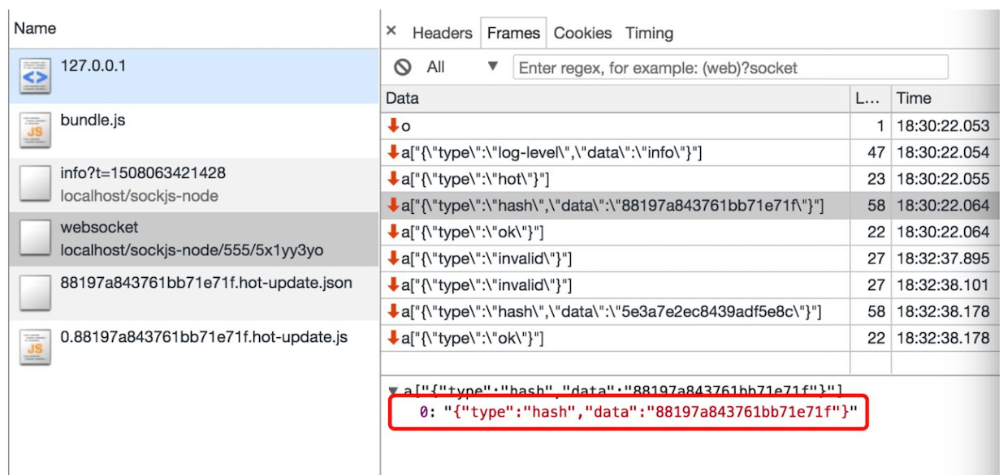 Name
127.0.0.1
bundle.js
info?t=1508063421428
localhost/sockjs-node
websocket
localhost/sockjs-node/555/5x1yy3yo
88197a843761bb71e71f.hot-update.json
0.88197a843761bb71e71f.hot-update.js
× Headers Frames Cookies Timing
All ▼ Enter regex, for example: (web)?socket
Data L... Time
o 1 18:30:22.053
a["{\"type\":\"log-level\",\"data\":\"info\"}"] 47 18:30:22.054
a["{\"type\":\"hot\"}"] 23 18:30:22.055
a["{\"type\":\"hash\",\"data\":\"88197a843761bb71e71f\"}"] 58 18:30:22.064
a["{\"type\":\"ok\"}"] 22 18:30:22.064
a["{\"type\":\"invalid\"}"] 27 18:32:37.895
a["{\"type\":\"invalid\"}"] 27 18:32:38.101
a["{\"type\":\"hash\",\"data\":\"5e3a7e2ec8439adf5e8c\"}"] 58 18:32:38.178
a["{\"type\":\"ok\"}"] 22 18:32:38.178
▼ a["{"type":"hash","data":"88197a843761bb71e71f"}"]
0: "{"type":"hash","data":"88197a843761bb71e71f"}"